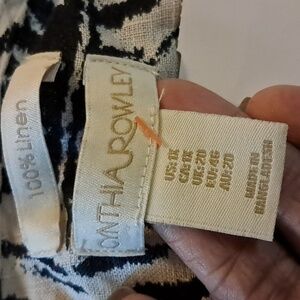 100% Linen
CYNTHIA ROWLEY
US:1X
CA:1X
UK:20
EU:46
AU:20
MADE IN
BANGLADESH